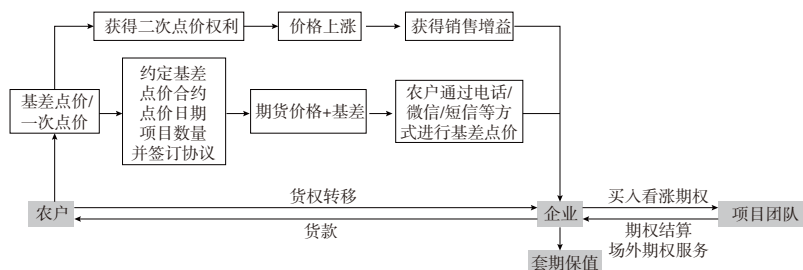 获得二次点价权利
价格上涨
获得销售增益
基差点价/
一次点价
约定基差
点价合约
点价日期
项目数量
并签订协议
期货价格+基差
农户通过电话/
微信/短信等方
式进行基差点价
农户
货权转移
货款
企业
买入看涨期权
期权结算
场外期权服务
项目团队
套期保值